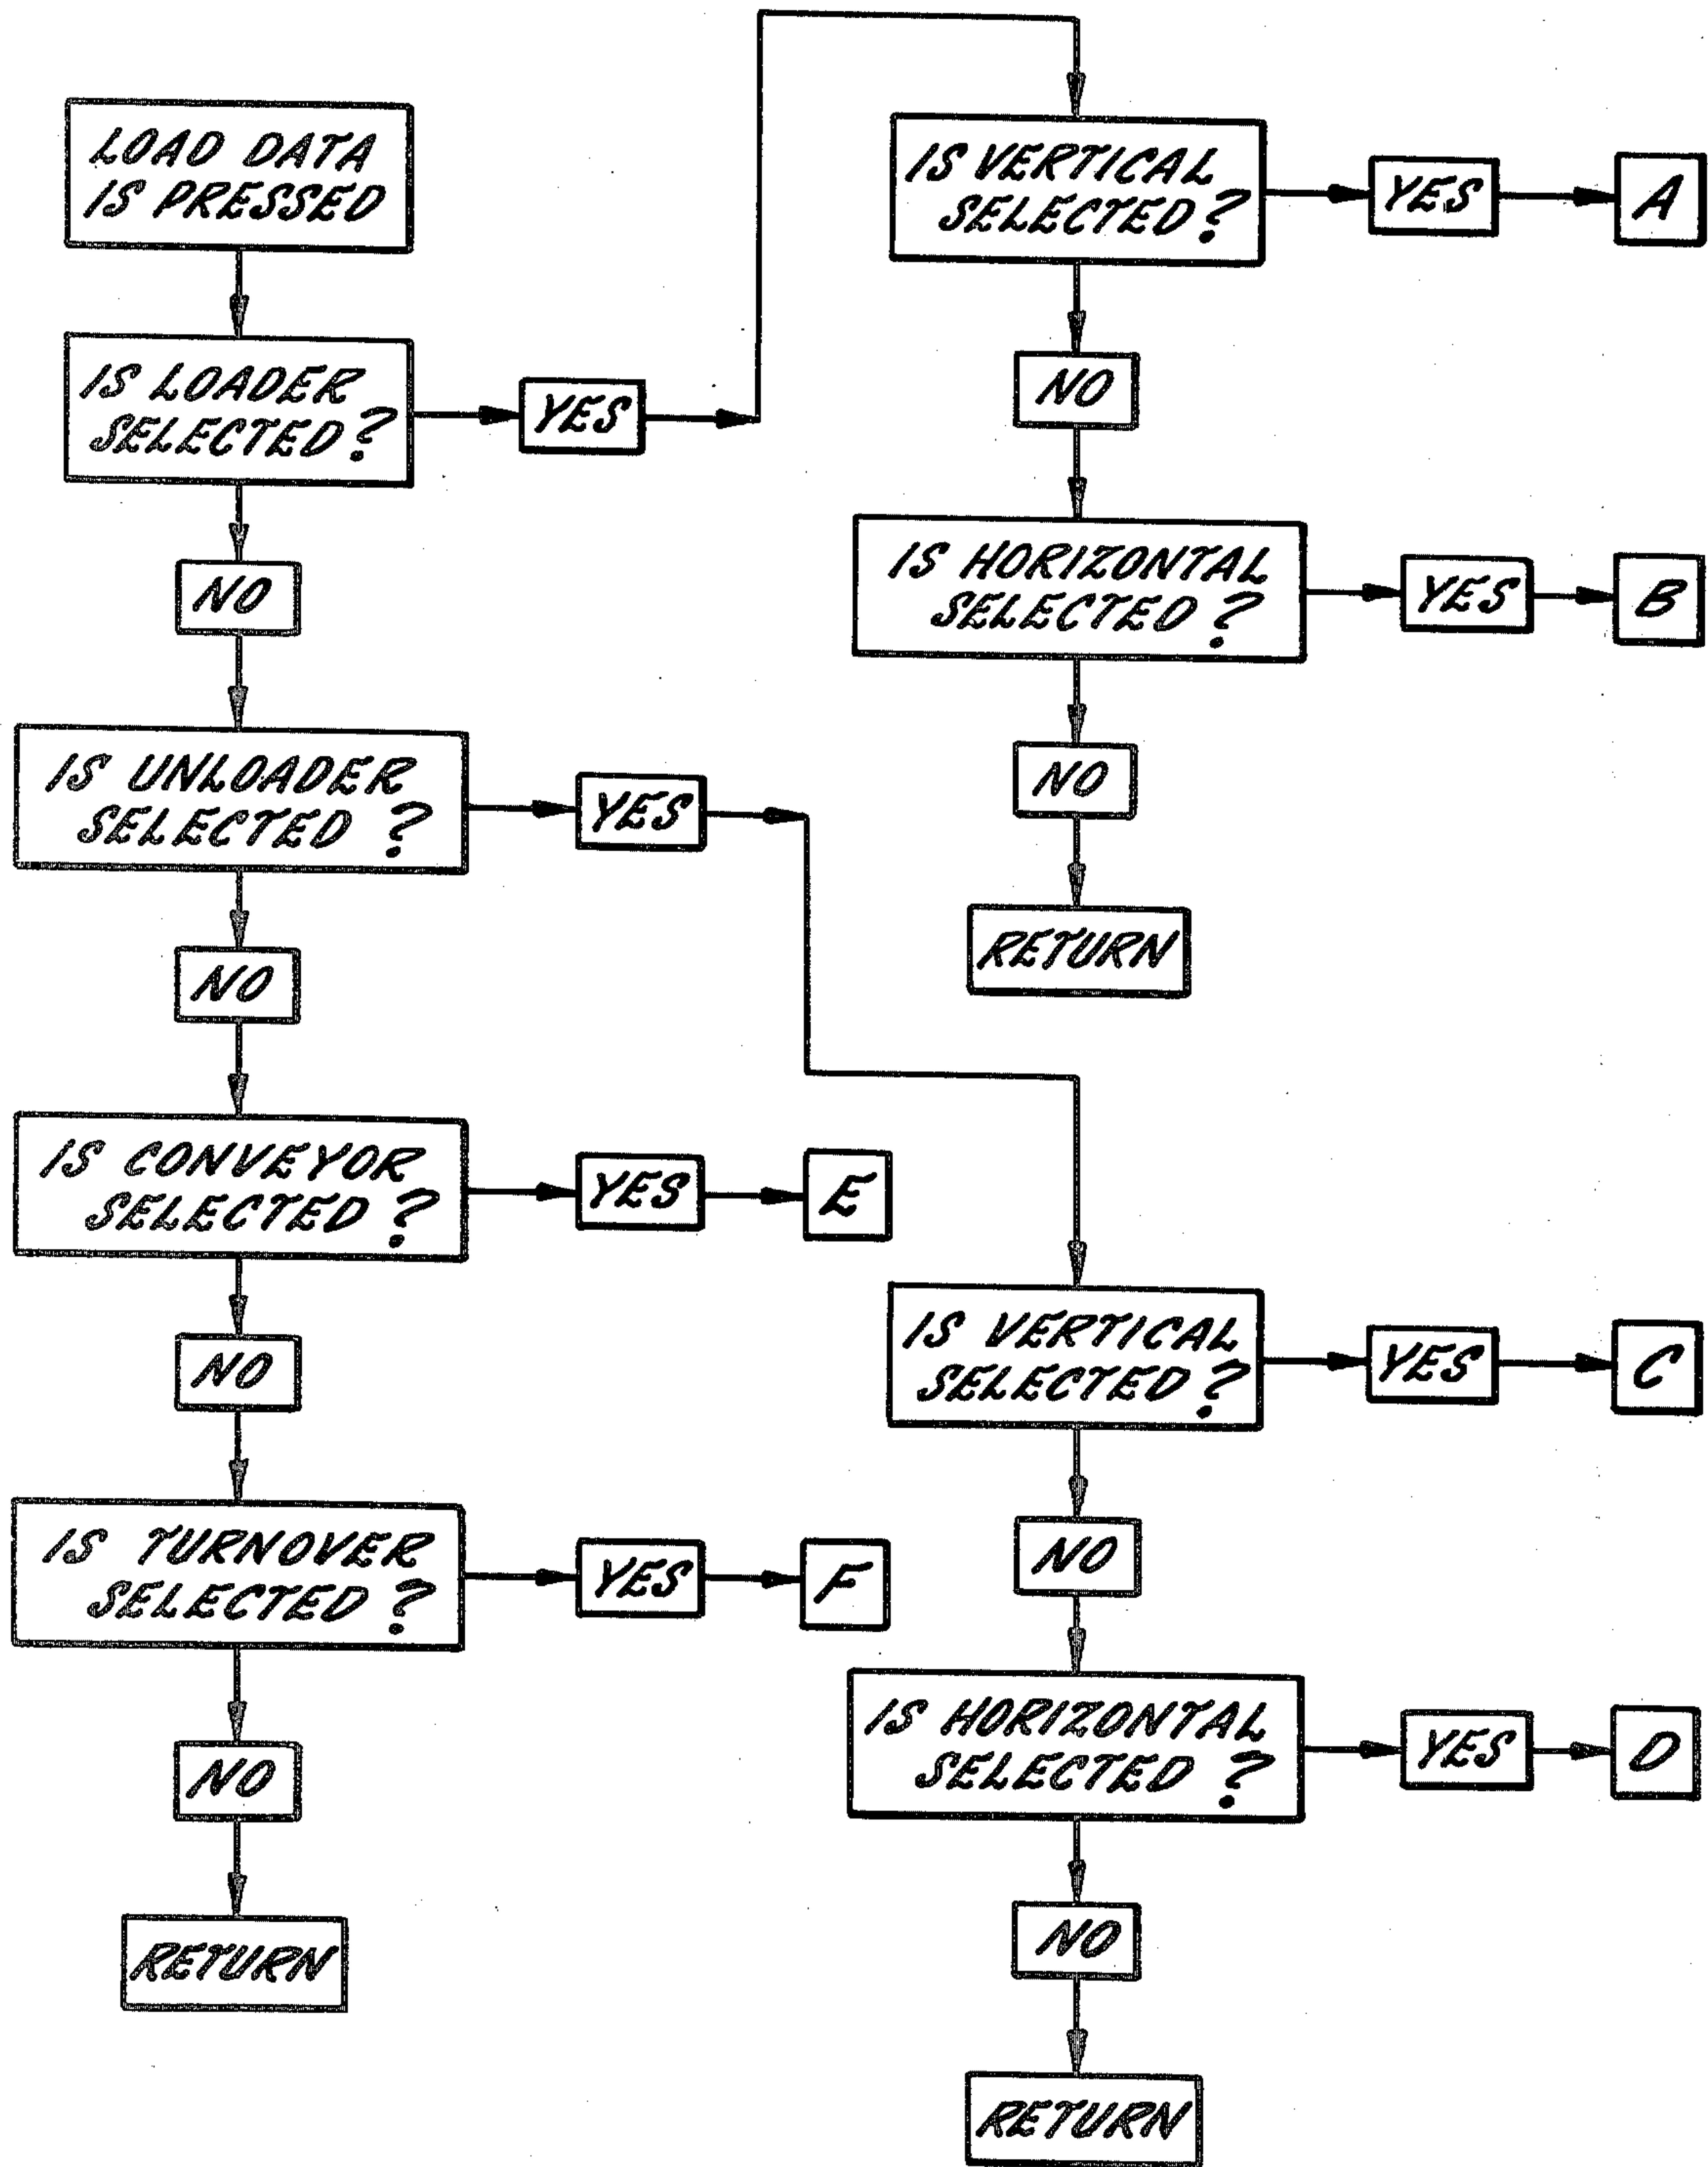 LOAD DATA
IS PRESSED
IS LOADER
SELECTED?
YES
NO
IS UNLOADER
SELECTED ?
YES
NO
IS CONVEYOR
SELECTED ?
YES
E
NO
IS TURNOVER
SELECTED ?
YES
F
NO
RETURN
IS VERTICAL
SELECTED?
YES
A
NO
IS HORIZONTAL
SELECTED ?
YES
B
NO
RETURN
IS VERTICAL
SELECTED ?
YES
C
NO
IS HORIZONTAL
SELECTED ?
YES
D
NO
RETURN